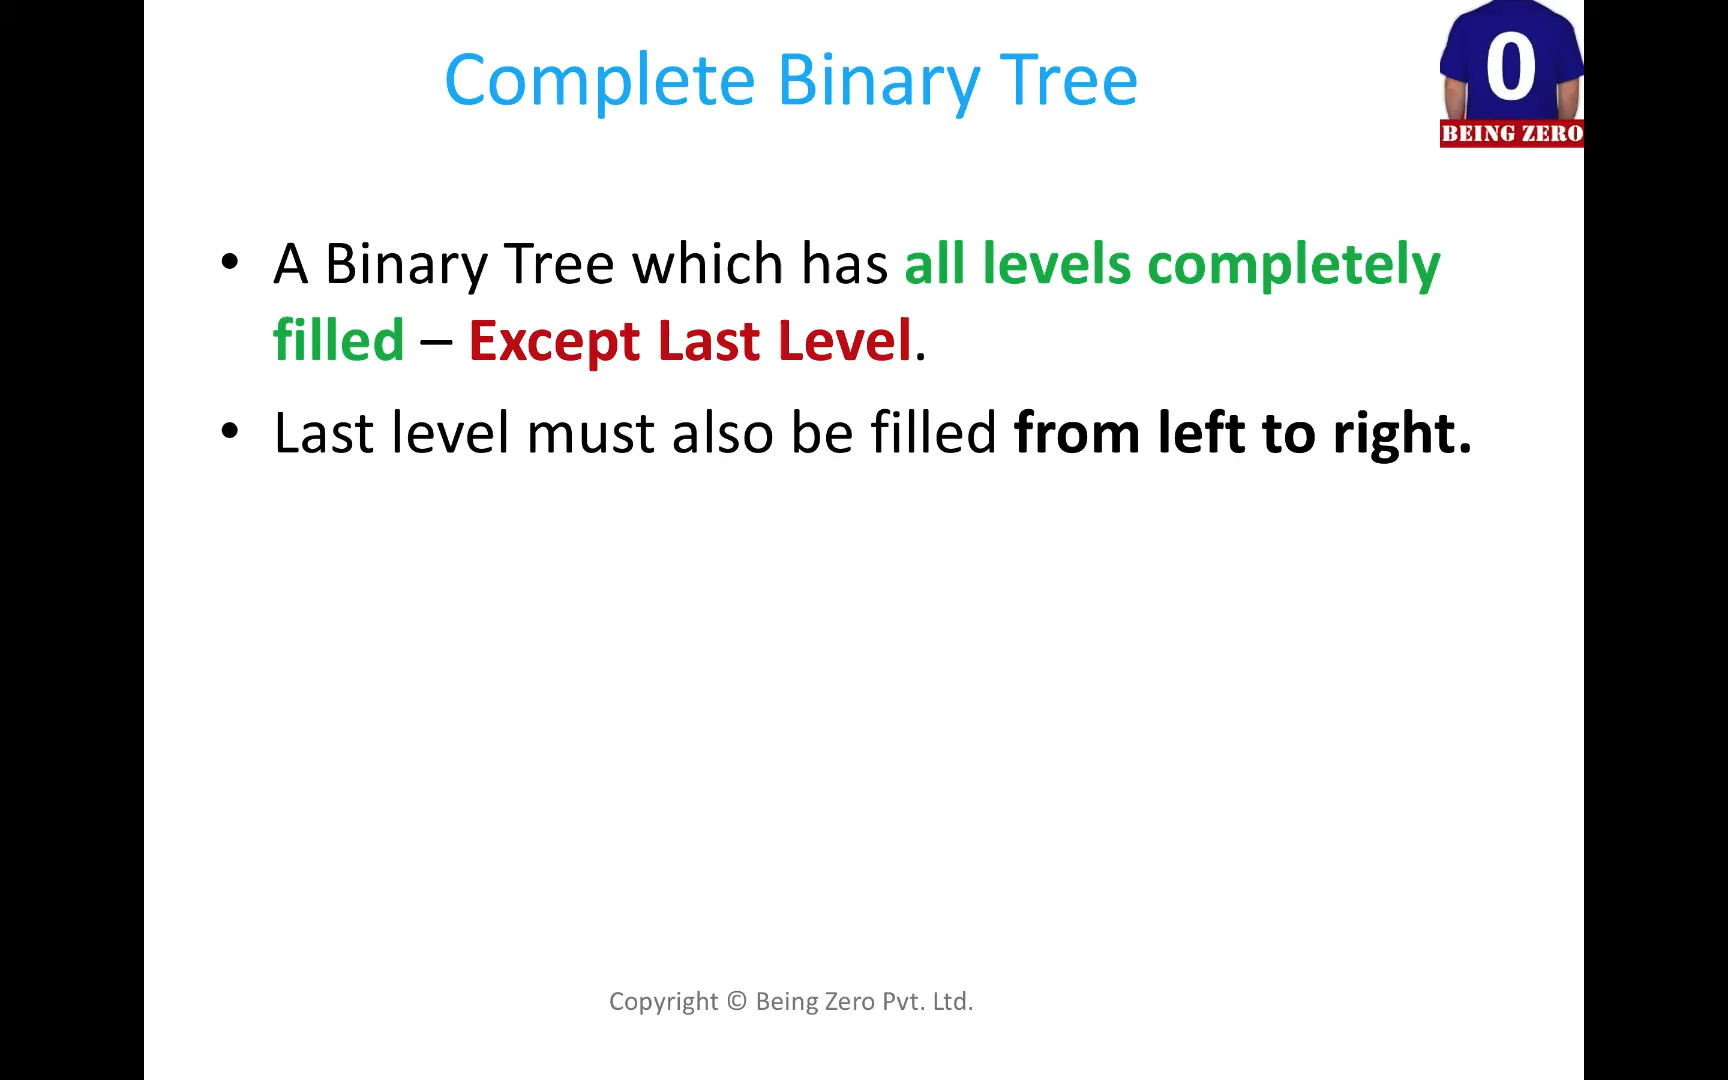 Complete Binary Tree
0
BEING ZERO
• A Binary Tree which has all levels completely
filled – Except Last Level.
• Last level must also be filled from left to right.
Copyright © Being Zero Pvt. Ltd.